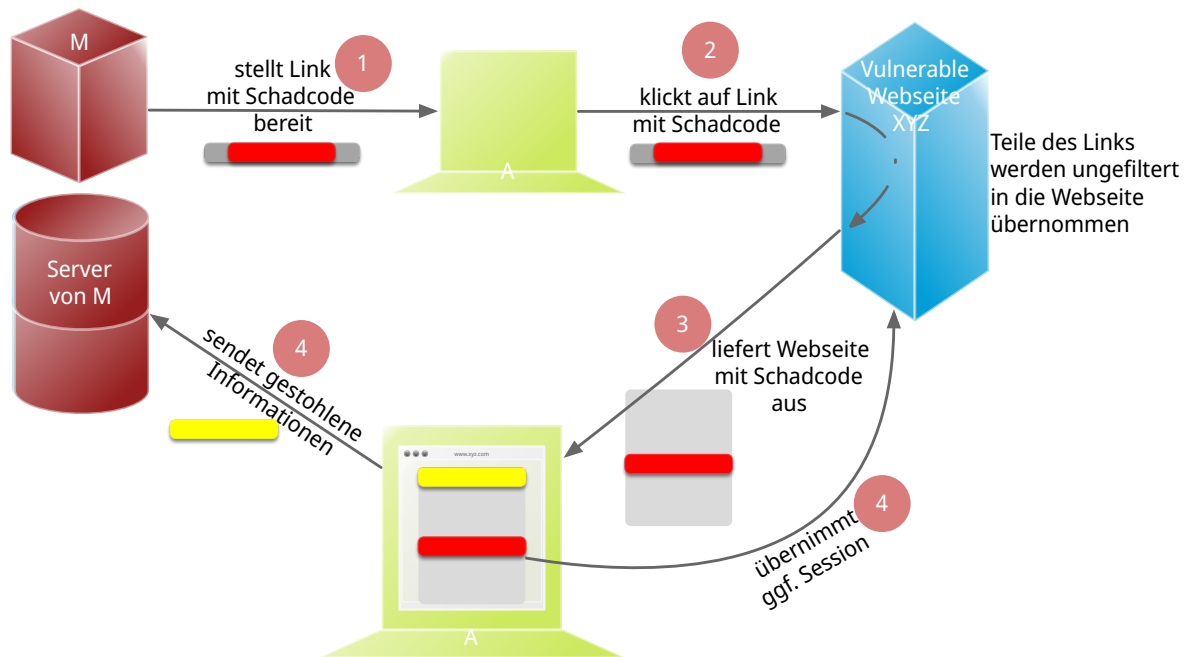 M
1
stellt Link
mit Schadcode
bereit
2
klickt auf Link
mit Schadcode
A
Vulnerable
Webseite
XYZ
Teile des Links
werden ungefiltert
in die Webseite
übernommen
Server
von M
3
liefert Webseite
mit Schadcode
aus
4
sendet gestohlene
Informationen
www.xyz.com
4
übernimmt
ggf. Session
A